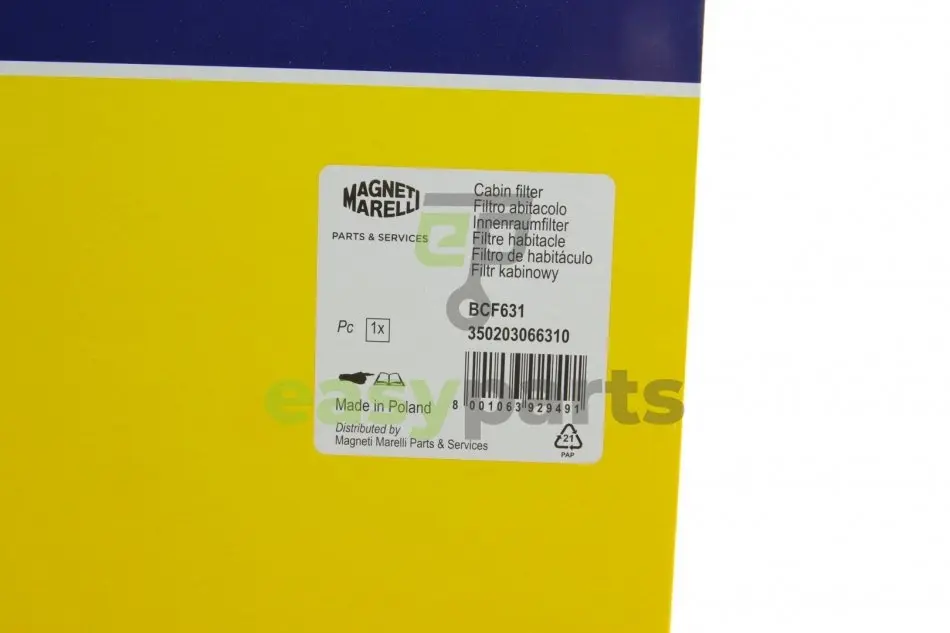 MAGNETI
MARELLI
PARTS & SERVICES
Cabin filter
Filtro abitacolo
Innenraumfilter
Filtre habitacle
Filtro de habitáculo
Filtr kabinowy
BCF631
350203066310
Pc 1x
8 001063 929491
Made in Poland
Distributed by
Magneti Marelli Parts & Services
21
PAP
ep
easyparts